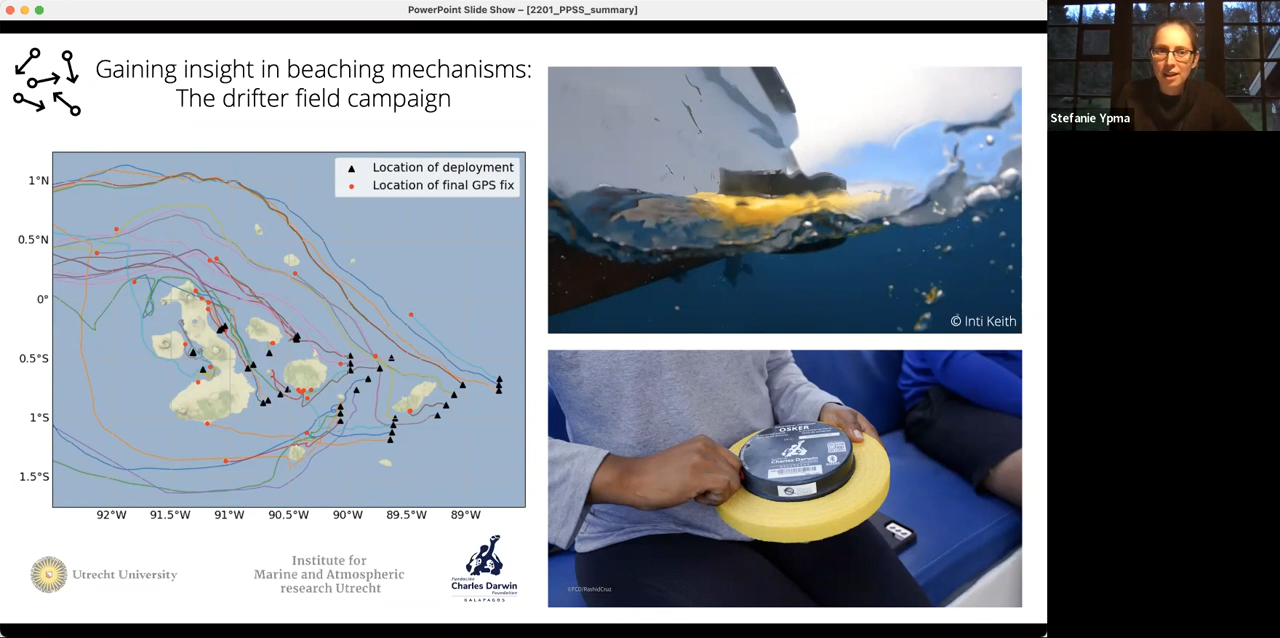 PowerPoint Slide Show – [2201_PPSS_summary]
Gaining insight in beaching mechanisms:
The drifter field campaign
Location of deployment
Location of final GPS fix
1°N
0.5°N
0°
0.5°S
1°S
1.5°S
92°W
91.5°W
91°W
90.5°W
90°W
89.5°W
89°W
© Inti Keith
OSKER
Charles Darwin
©FCD/RashidCruz
Utrecht University
Institute for
Marine and Atmospheric
research Utrecht
Fundación
Charles Darwin
Foundation
GALAPAGOS
Stefanie Ypma